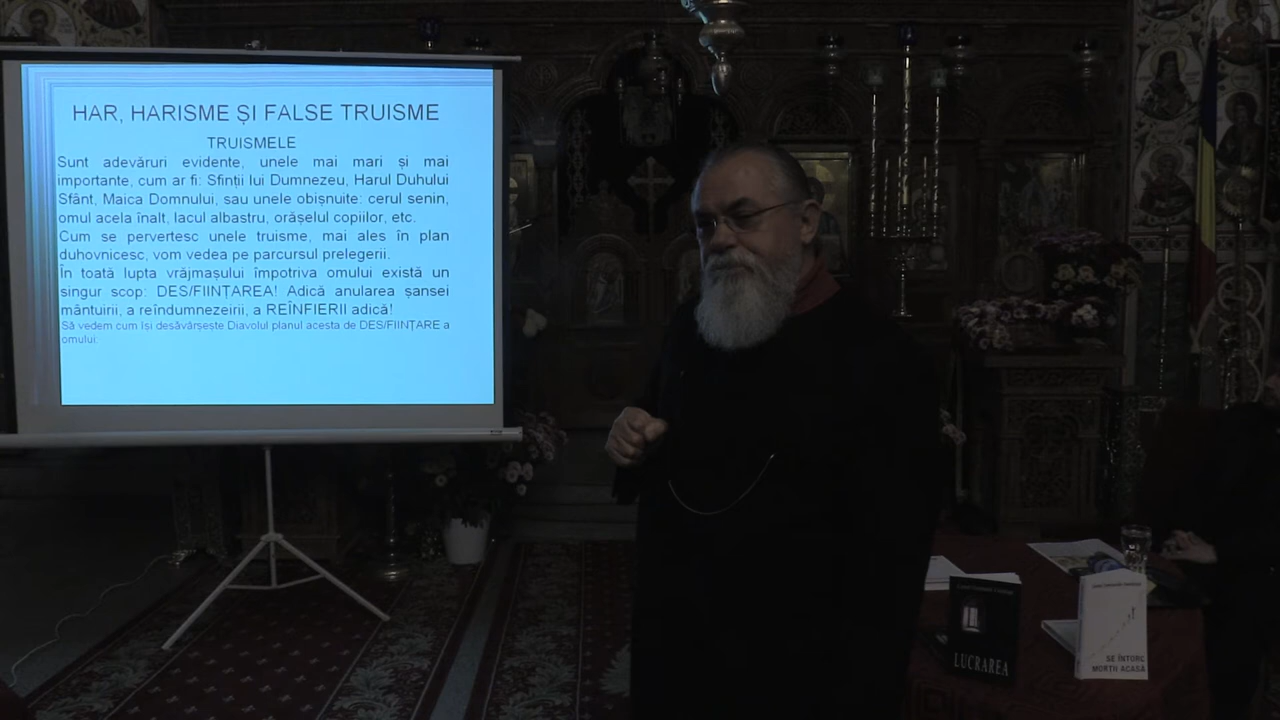 HAR, HARISME ȘI FALSE TRUISME
TRUISMELE
Sunt adevăruri evidente, unele mai mari și mai
importante, cum ar fi: Sfinții lui Dumnezeu, Harul Duhului
Sfânt, Maica Domnului, sau unele obișnuite: cerul senin,
omul acela înalt, lacul albastru, orășelul copiilor, etc.
Cum se pervertesc unele truisme, mai ales în plan
duhovnicesc, vom vedea pe parcursul prelegerii.
În toată lupta vrăjmașului împotriva omului există un
singur scop: DES/FIINȚAREA! Adică anularea șansei
mântuirii, a reîndumnezeirii, a REÎNFIERII adică!
Să vedem cum își desăvârșește Diavolul planul acesta de DES/FIINȚARE a
omului:
LUCRAREA
SE ÎNTORC
MORȚII ACASĂ